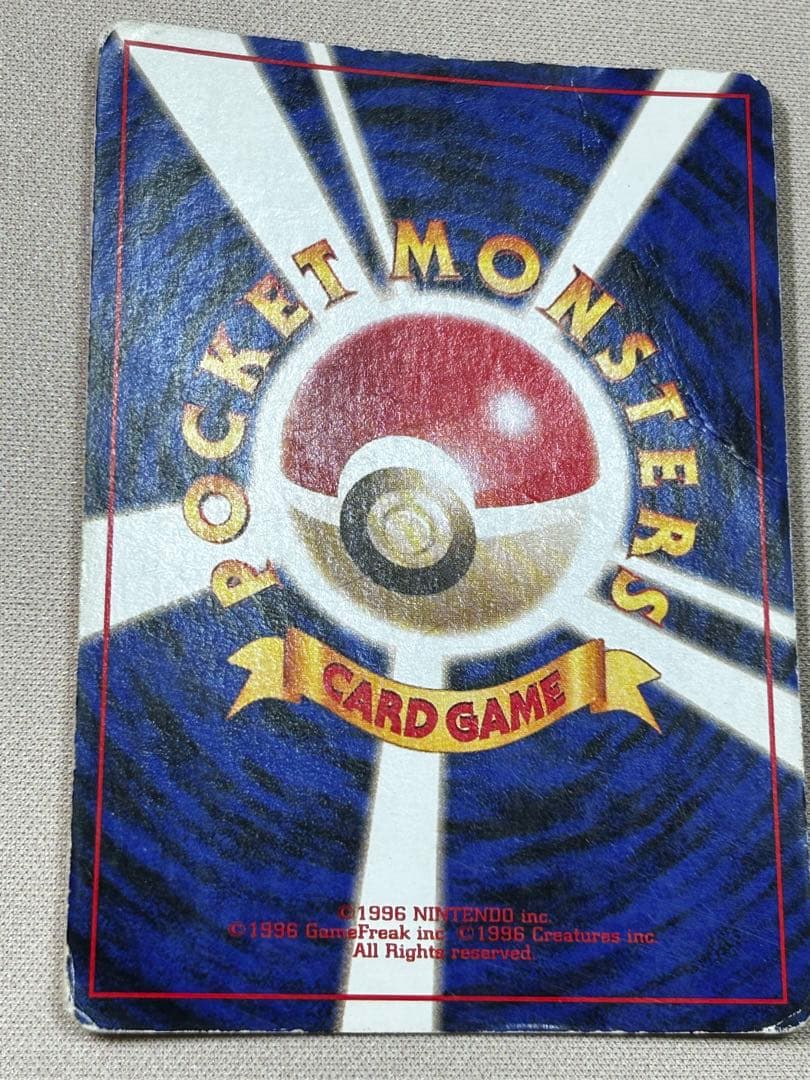 POCKET MONSTERS
CARD GAME
©1996 NINTENDO inc.
©1996 GameFreak inc. ©1996 Creatures inc.
All Rights reserved.